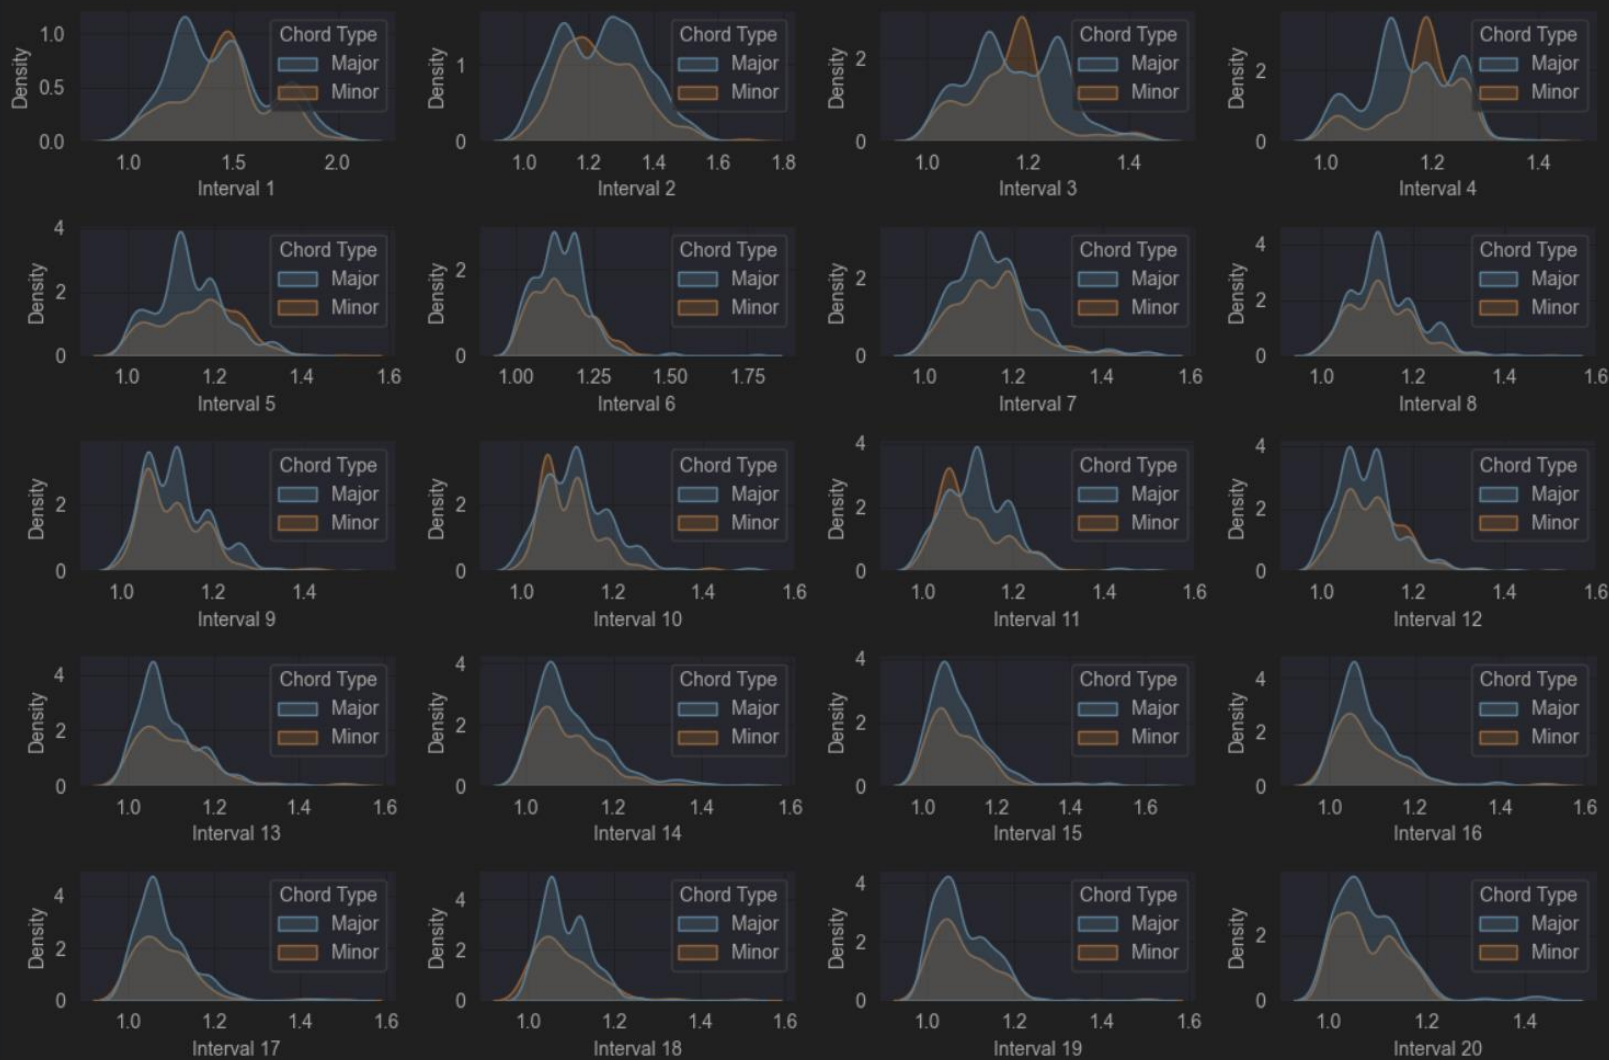 Density
1.0
0.5
0.0
1.0 1.5 2.0
Interval 1
Chord Type
Major
Minor
Density
1
0
1.0 1.2 1.4 1.6 1.8
Interval 2
Chord Type
Major
Minor
Density
2
0
1.0 1.2 1.4
Interval 3
Chord Type
Major
Minor
Density
2
0
1.0 1.2 1.4
Interval 4
Chord Type
Major
Minor
Density
4
2
0
1.0 1.2 1.4 1.6
Interval 5
Chord Type
Major
Minor
Density
2
0
1.00 1.25 1.50 1.75
Interval 6
Chord Type
Major
Minor
Density
2
0
1.0 1.2 1.4 1.6
Interval 7
Chord Type
Major
Minor
Density
4
2
0
1.0 1.2 1.4 1.6
Interval 8
Chord Type
Major
Minor
Density
2
0
1.0 1.2 1.4
Interval 9
Chord Type
Major
Minor
Density
2
0
1.0 1.2 1.4 1.6
Interval 10
Chord Type
Major
Minor
Density
4
2
0
1.0 1.2 1.4 1.6
Interval 11
Chord Type
Major
Minor
Density
4
2
0
1.0 1.2 1.4 1.6
Interval 12
Chord Type
Major
Minor
Density
4
2
0
1.0 1.2 1.4 1.6
Interval 13
Chord Type
Major
Minor
Density
4
2
0
1.0 1.2 1.4 1.6
Interval 14
Chord Type
Major
Minor
Density
4
2
0
1.0 1.2 1.4 1.6
Interval 15
Chord Type
Major
Minor
Density
4
2
0
1.0 1.2 1.4 1.6
Interval 16
Chord Type
Major
Minor
Density
4
2
0
1.0 1.2 1.4 1.6
Interval 17
Chord Type
Major
Minor
Density
4
2
0
1.0 1.2 1.4 1.6
Interval 18
Chord Type
Major
Minor
Density
4
2
0
1.0 1.2 1.4 1.6
Interval 19
Chord Type
Major
Minor
Density
2
0
1.0 1.2 1.4
Interval 20
Chord Type
Major
Minor